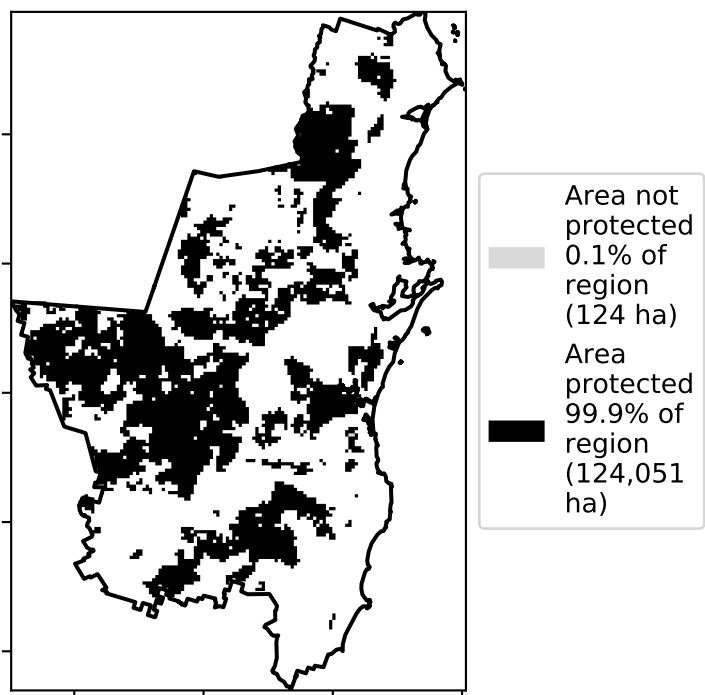 Area not
protected
0.1% of
region
(124 ha)
Area
protected
99.9% of
region
(124,051
ha)